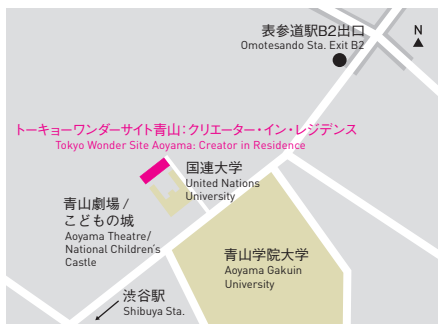 表参道駅B2出口
Omotesando Sta. Exit B2
N
トーキョーワンダーサイト青山：クリエーター・イン・レジデンス
Tokyo Wonder Site Aoyama: Creator in Residence
国連大学
United Nations
University
青山劇場 /
こどもの城
Aoyama Theatre/
National Children's
Castle
青山学院大学
Aoyama Gakuin
University
渋谷駅
Shibuya Sta.